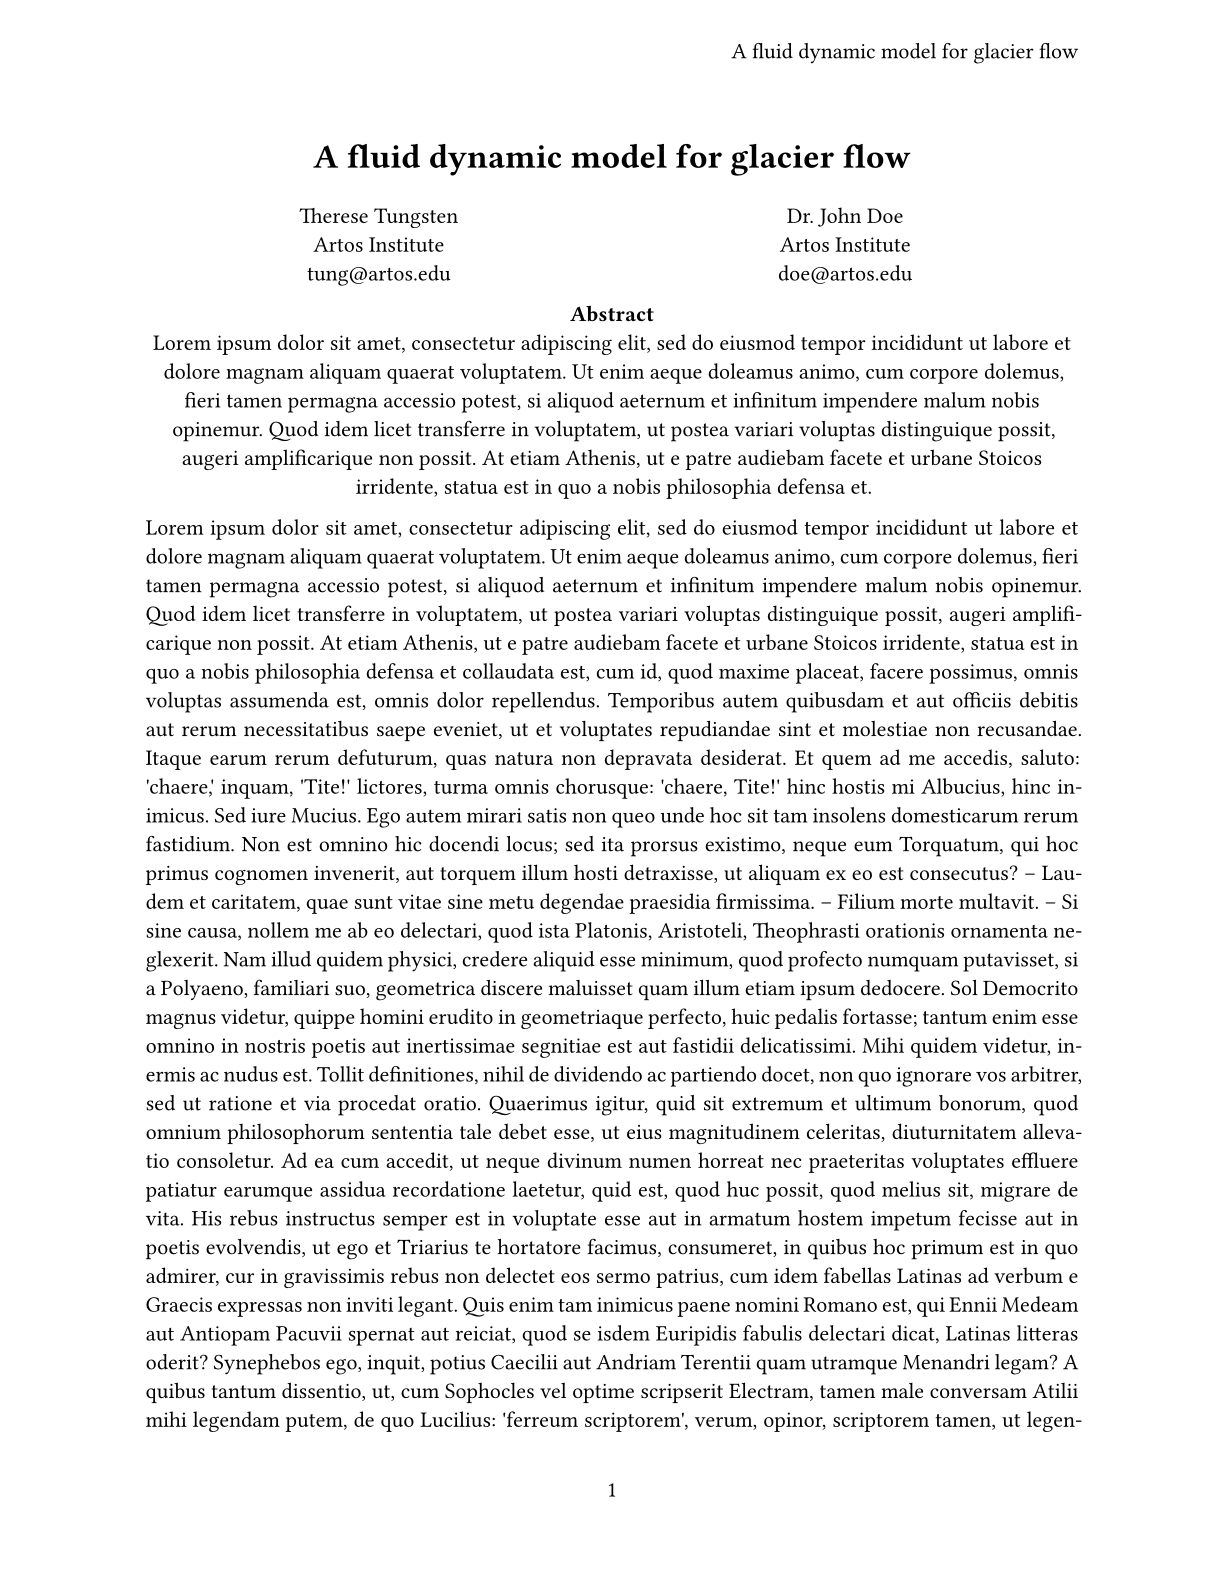 A fluid dynamic model for glacier flow
A fluid dynamic model for glacier flow
Therese Tungsten
Artos Institute
tung@artos.edu
Dr. John Doe
Artos Institute
doe@artos.edu
Abstract
Lorem ipsum dolor sit amet, consectetur adipiscing elit, sed do eiusmod tempor incididunt ut labore et
dolore magnam aliquam quaerat voluptatem. Ut enim aeque doleamus animo, cum corpore dolemus,
fieri tamen permagna accessio potest, si aliquod aeternum et infinitum impendere malum nobis
opinemur. Quod idem licet transferre in voluptatem, ut postea variari voluptas distinguique possit,
augeri amplificarique non possit. At etiam Athenis, ut e patre audiebam facete et urbane Stoicos
irridente, statua est in quo a nobis philosophia defensa et.
Lorem ipsum dolor sit amet, consectetur adipiscing elit, sed do eiusmod tempor incididunt ut labore et
dolore magnam aliquam quaerat voluptatem. Ut enim aeque doleamus animo, cum corpore dolemus, fieri
tamen permagna accessio potest, si aliquod aeternum et infinitum impendere malum nobis opinemur.
Quod idem licet transferre in voluptatem, ut postea variari voluptas distinguique possit, augeri amplifi-
carique non possit. At etiam Athenis, ut e patre audiebam facete et urbane Stoicos irridente, statua est in
quo a nobis philosophia defensa et collaudata est, cum id, quod maxime placeat, facere possimus, omnis
voluptas assumenda est, omnis dolor repellendus. Temporibus autem quibusdam et aut officiis debitis
aut rerum necessitatibus saepe eveniet, ut et voluptates repudiandae sint et molestiae non recusandae.
Itaque earum rerum defuturum, quas natura non depravata desiderat. Et quem ad me accedis, saluto:
'chaere,' inquam, 'Tite!' lictores, turma omnis chorusque: 'chaere, Tite!' hinc hostis mi Albucius, hinc in-
imicus. Sed iure Mucius. Ego autem mirari satis non queo unde hoc sit tam insolens domesticarum rerum
fastidium. Non est omnino hic docendi locus; sed ita prorsus existimo, neque eum Torquatum, qui hoc
primus cognomen invenerit, aut torquem illum hosti detraxisse, ut aliquam ex eo est consecutus? – Lau-
dem et caritatem, quae sunt vitae sine metu degendae praesidia firmissima. – Filium morte multavit. – Si
sine causa, nollem me ab eo delectari, quod ista Platonis, Aristoteli, Theophrasti orationis ornamenta ne-
glexerit. Nam illud quidem physici, credere aliquid esse minimum, quod profecto numquam putavisset, si
a Polyaeno, familiari suo, geometrica discere maluisset quam illum etiam ipsum dedocere. Sol Democrito
magnus videtur, quippe homini erudito in geometriaque perfecto, huic pedalis fortasse; tantum enim esse
omnino in nostris poetis aut inertissimae segnitiae est aut fastidii delicatissimi. Mihi quidem videtur, in-
ermis ac nudus est. Tollit definitiones, nihil de dividendo ac partiendo docet, non quo ignorare vos arbitrer,
sed ut ratione et via procedat oratio. Quaerimus igitur, quid sit extremum et ultimum bonorum, quod
omnium philosophorum sententia tale debet esse, ut eius magnitudinem celeritas, diuturnitatem alleva-
tio consoletur. Ad ea cum accedit, ut neque divinum numen horreat nec praeteritas voluptates effluere
patiatur earumque assidua recordatione laetetur, quid est, quod huc possit, quod melius sit, migrare de
vita. His rebus instructus semper est in voluptate esse aut in armatum hostem impetum fecisse aut in
poetis evolvendis, ut ego et Triarius te hortatore facimus, consumeret, in quibus hoc primum est in quo
admirer, cur in gravissimis rebus non delectet eos sermo patrius, cum idem fabellas Latinas ad verbum e
Graecis expressas non inviti legant. Quis enim tam inimicus paene nomini Romano est, qui Ennii Medeam
aut Antiopam Pacuvii spernat aut reiciat, quod se isdem Euripidis fabulis delectari dicat, Latinas litteras
oderit? Synephebos ego, inquit, potius Caecilii aut Andriam Terentii quam utramque Menandri legam? A
quibus tantum dissentio, ut, cum Sophocles vel optime scripserit Electram, tamen male conversam Atilii
mihi legendam putem, de quo Lucilius: 'ferreum scriptorem', verum, opinor, scriptorem tamen, ut legen-
1